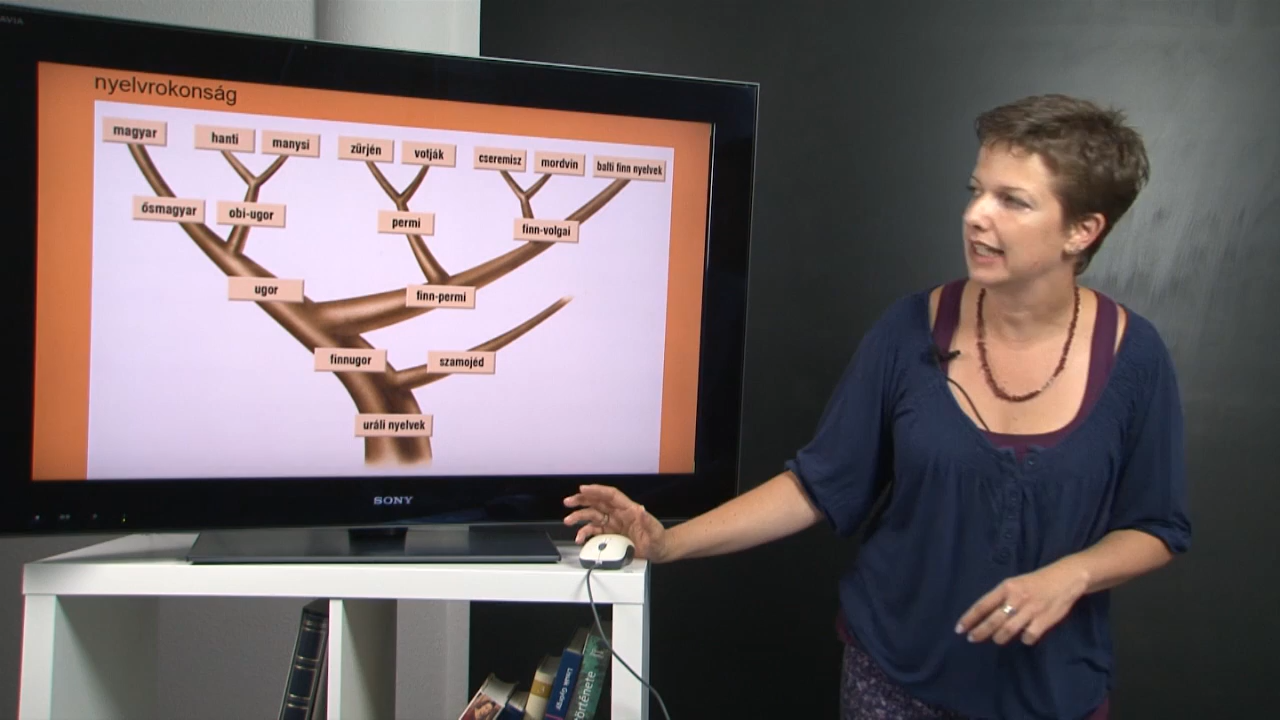 nyelvrokonság
magyar
hanti
manysi
zürjén
votják
cseremisz
mordvin
balti finn nyelvek
ősmagyar
obi-ugor
permi
finn-volgai
ugor
finn-permi
finnugor
szamojéd
uráli nyelvek
SONY